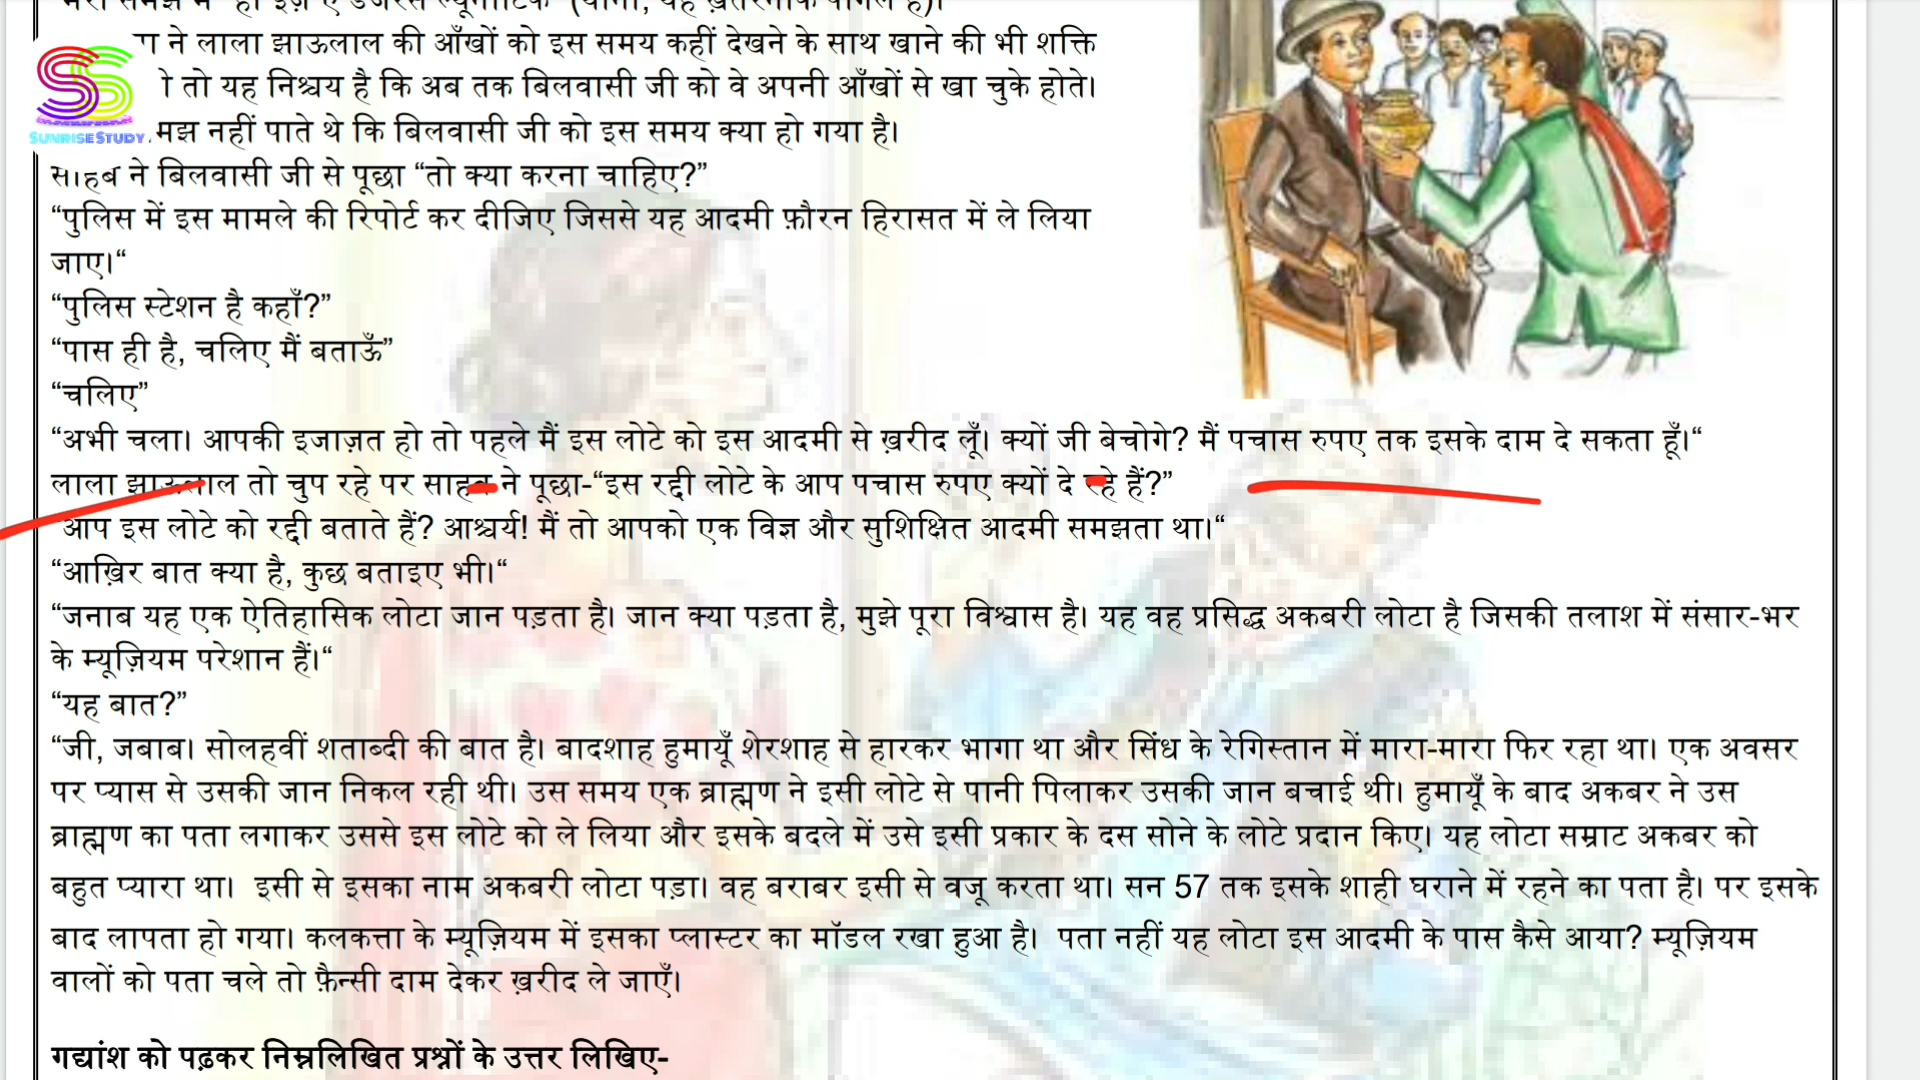 मेरी समझ में
ने लाला झाऊलाल की आँखों को इस समय कहीं देखने के साथ खाने की भी शक्ति
तो यह निश्चय है कि अब तक बिलवासी जी को वे अपनी आँखों से खा चुके होते।
SUNRISE STUDY
मझ नहीं पाते थे कि बिलवासी जी को इस समय क्या हो गया है।
साहब ने बिलवासी जी से पूछा “तो क्या करना चाहिए?”
“पुलिस में इस मामले की रिपोर्ट कर दीजिए जिससे यह आदमी फ़ौरन हिरासत में ले लिया
जाए।“
“पुलिस स्टेशन है कहाँ?”
“पास ही है, चलिए मैं बताऊँ”
“चलिए”
“अभी चला। आपकी इजाज़त हो तो पहले मैं इस लोटे को इस आदमी से ख़रीद लूँ। क्यों जी बेचोगे? मैं पचास रुपए तक इसके दाम दे सकता हूँ।“
लाला झाऊलाल तो चुप रहे पर साहब ने पूछा-“इस रद्दी लोटे के आप पचास रुपए क्यों दे रहे हैं?”
आप इस लोटे को रद्दी बताते हैं? आश्चर्य! मैं तो आपको एक विज्ञ और सुशिक्षित आदमी समझता था।“
“आख़िर बात क्या है, कुछ बताइए भी।“
“जनाब यह एक ऐतिहासिक लोटा जान पड़ता है। जान क्या पड़ता है, मुझे पूरा विश्वास है। यह वह प्रसिद्ध अकबरी लोटा है जिसकी तलाश में संसार-भर
के म्यूज़ियम परेशान हैं।“
“यह बात?”
“जी, जबाब। सोलहवीं शताब्दी की बात है। बादशाह हुमायूँ शेरशाह से हारकर भागा था और सिंध के रेगिस्तान में मारा-मारा फिर रहा था। एक अवसर
पर प्यास से उसकी जान निकल रही थी। उस समय एक ब्राह्मण ने इसी लोटे से पानी पिलाकर उसकी जान बचाई थी। हुमायूँ के बाद अकबर ने उस
ब्राह्मण का पता लगाकर उससे इस लोटे को ले लिया और इसके बदले में उसे इसी प्रकार के दस सोने के लोटे प्रदान किए। यह लोटा सम्राट अकबर को
बहुत प्यारा था। इसी से इसका नाम अकबरी लोटा पड़ा। वह बराबर इसी से वजू करता था। सन 57 तक इसके शाही घराने में रहने का पता है। पर इसके
बाद लापता हो गया। कलकत्ता के म्यूज़ियम में इसका प्लास्टर का मॉडल रखा हुआ है। पता नहीं यह लोटा इस आदमी के पास कैसे आया? म्यूज़ियम
वालों को पता चले तो फ़ैन्सी दाम देकर ख़रीद ले जाएँ।
गद्यांश को पढ़कर निम्नलिखित प्रश्नों के उत्तर लिखिए-